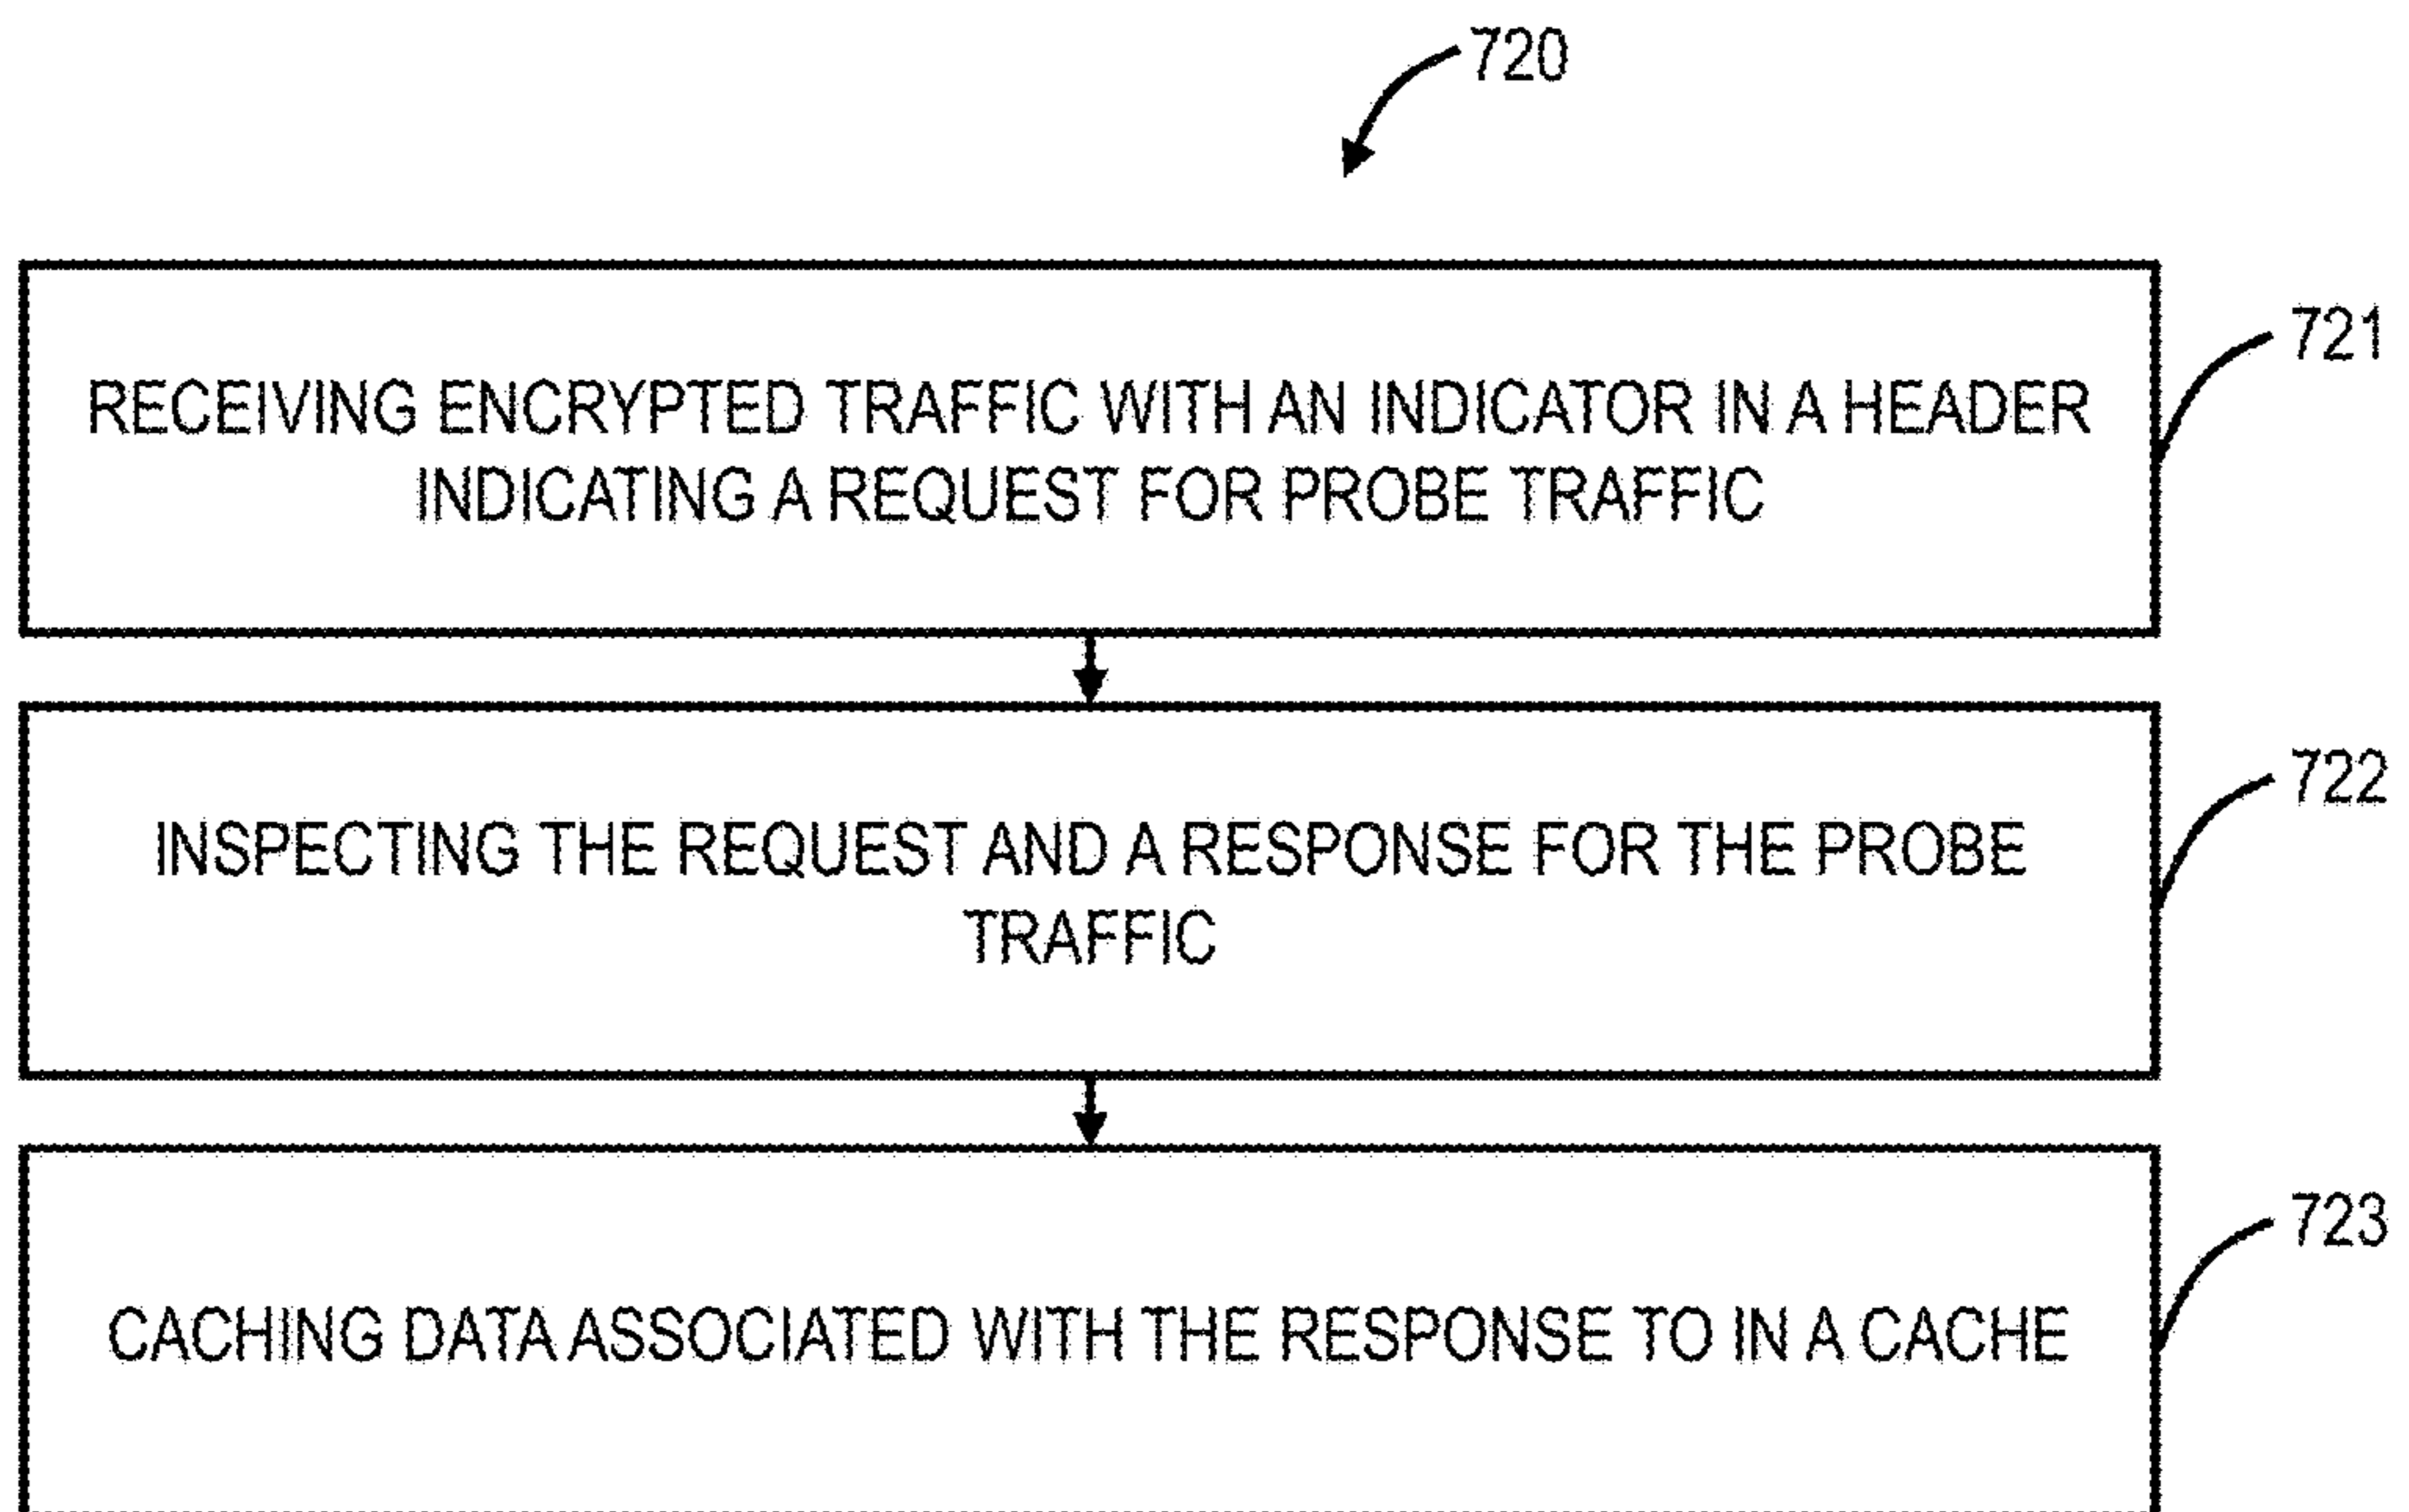 720
RECEIVING ENCRYPTED TRAFFIC WITH AN INDICATOR IN A HEADER
INDICATING A REQUEST FOR PROBE TRAFFIC
721
INSPECTING THE REQUEST AND A RESPONSE FOR THE PROBE
TRAFFIC
722
CACHING DATA ASSOCIATED WITH THE RESPONSE TO IN A CACHE
723